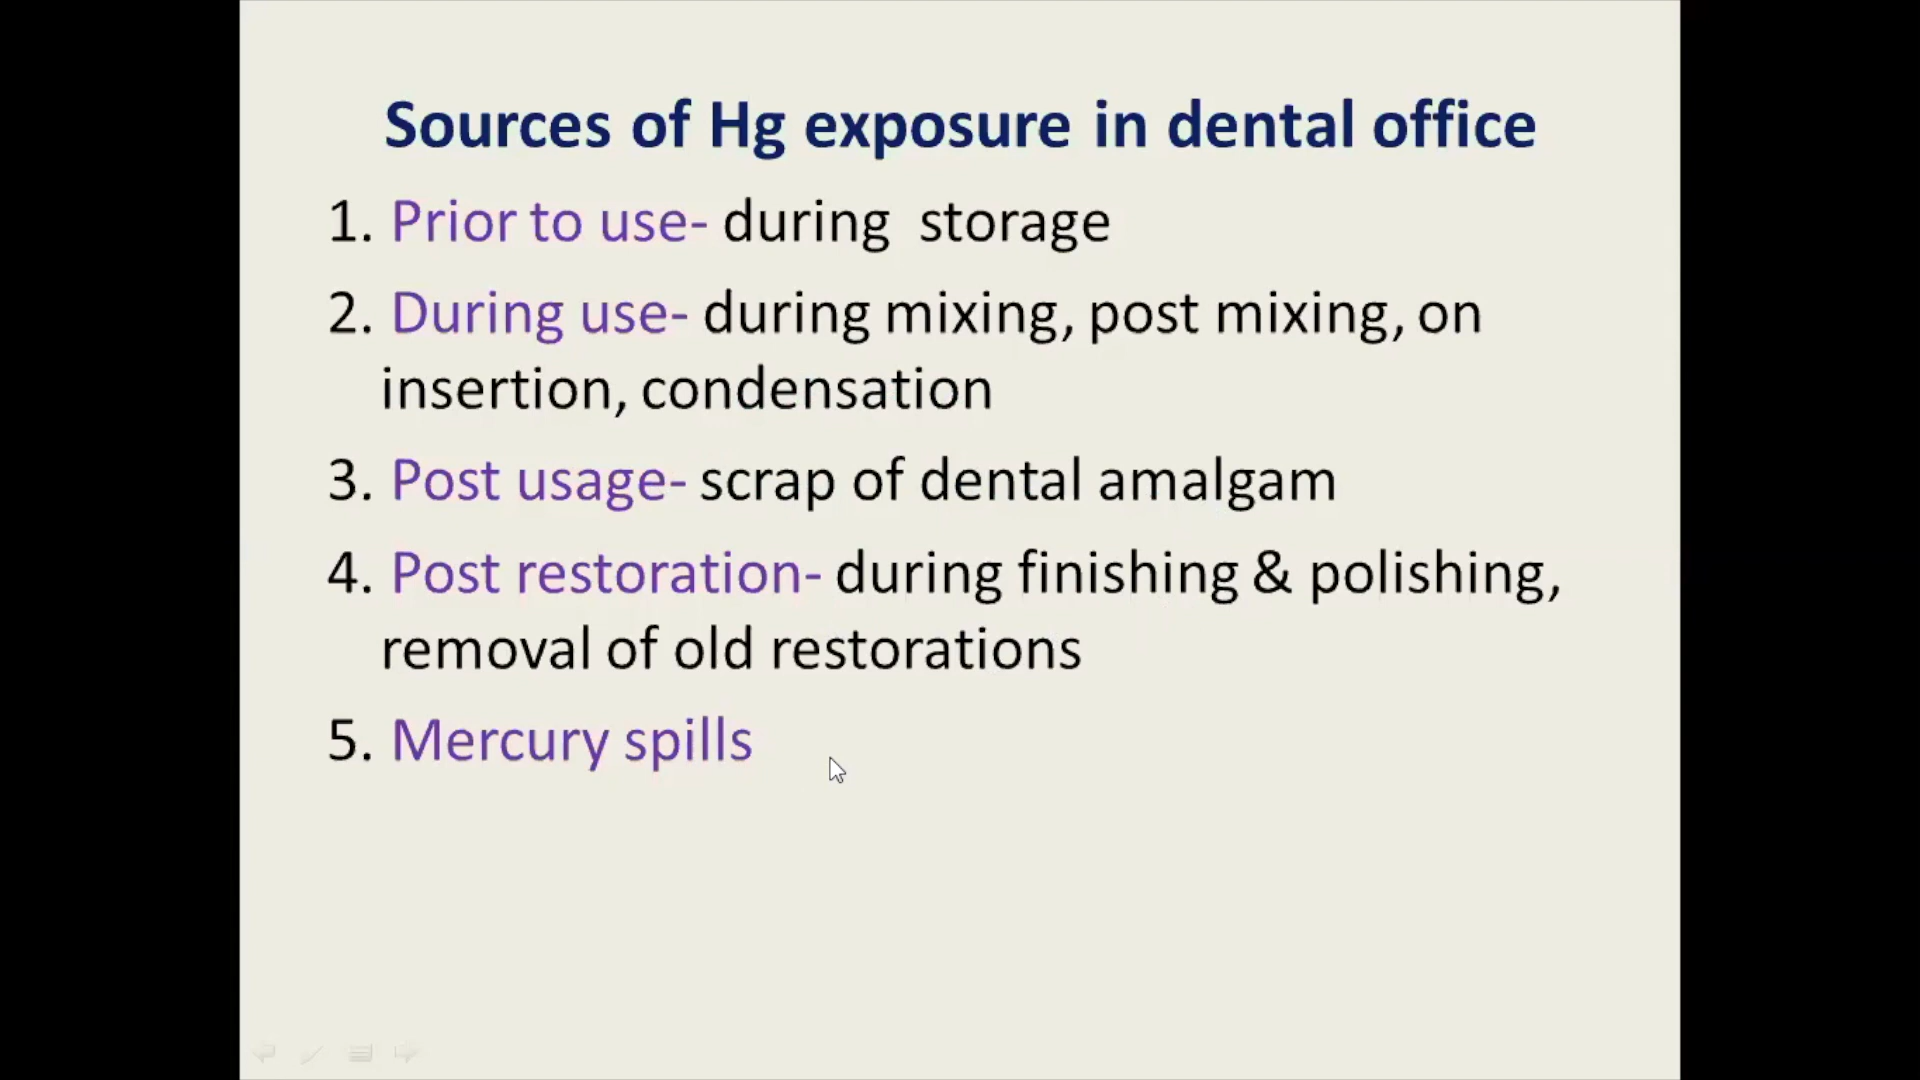 Sources of Hg exposure in dental office
1. Prior to use- during storage
2. During use- during mixing, post mixing, on
insertion, condensation
3. Post usage- scrap of dental amalgam
4. Post restoration- during finishing & polishing,
removal of old restorations
5. Mercury spills